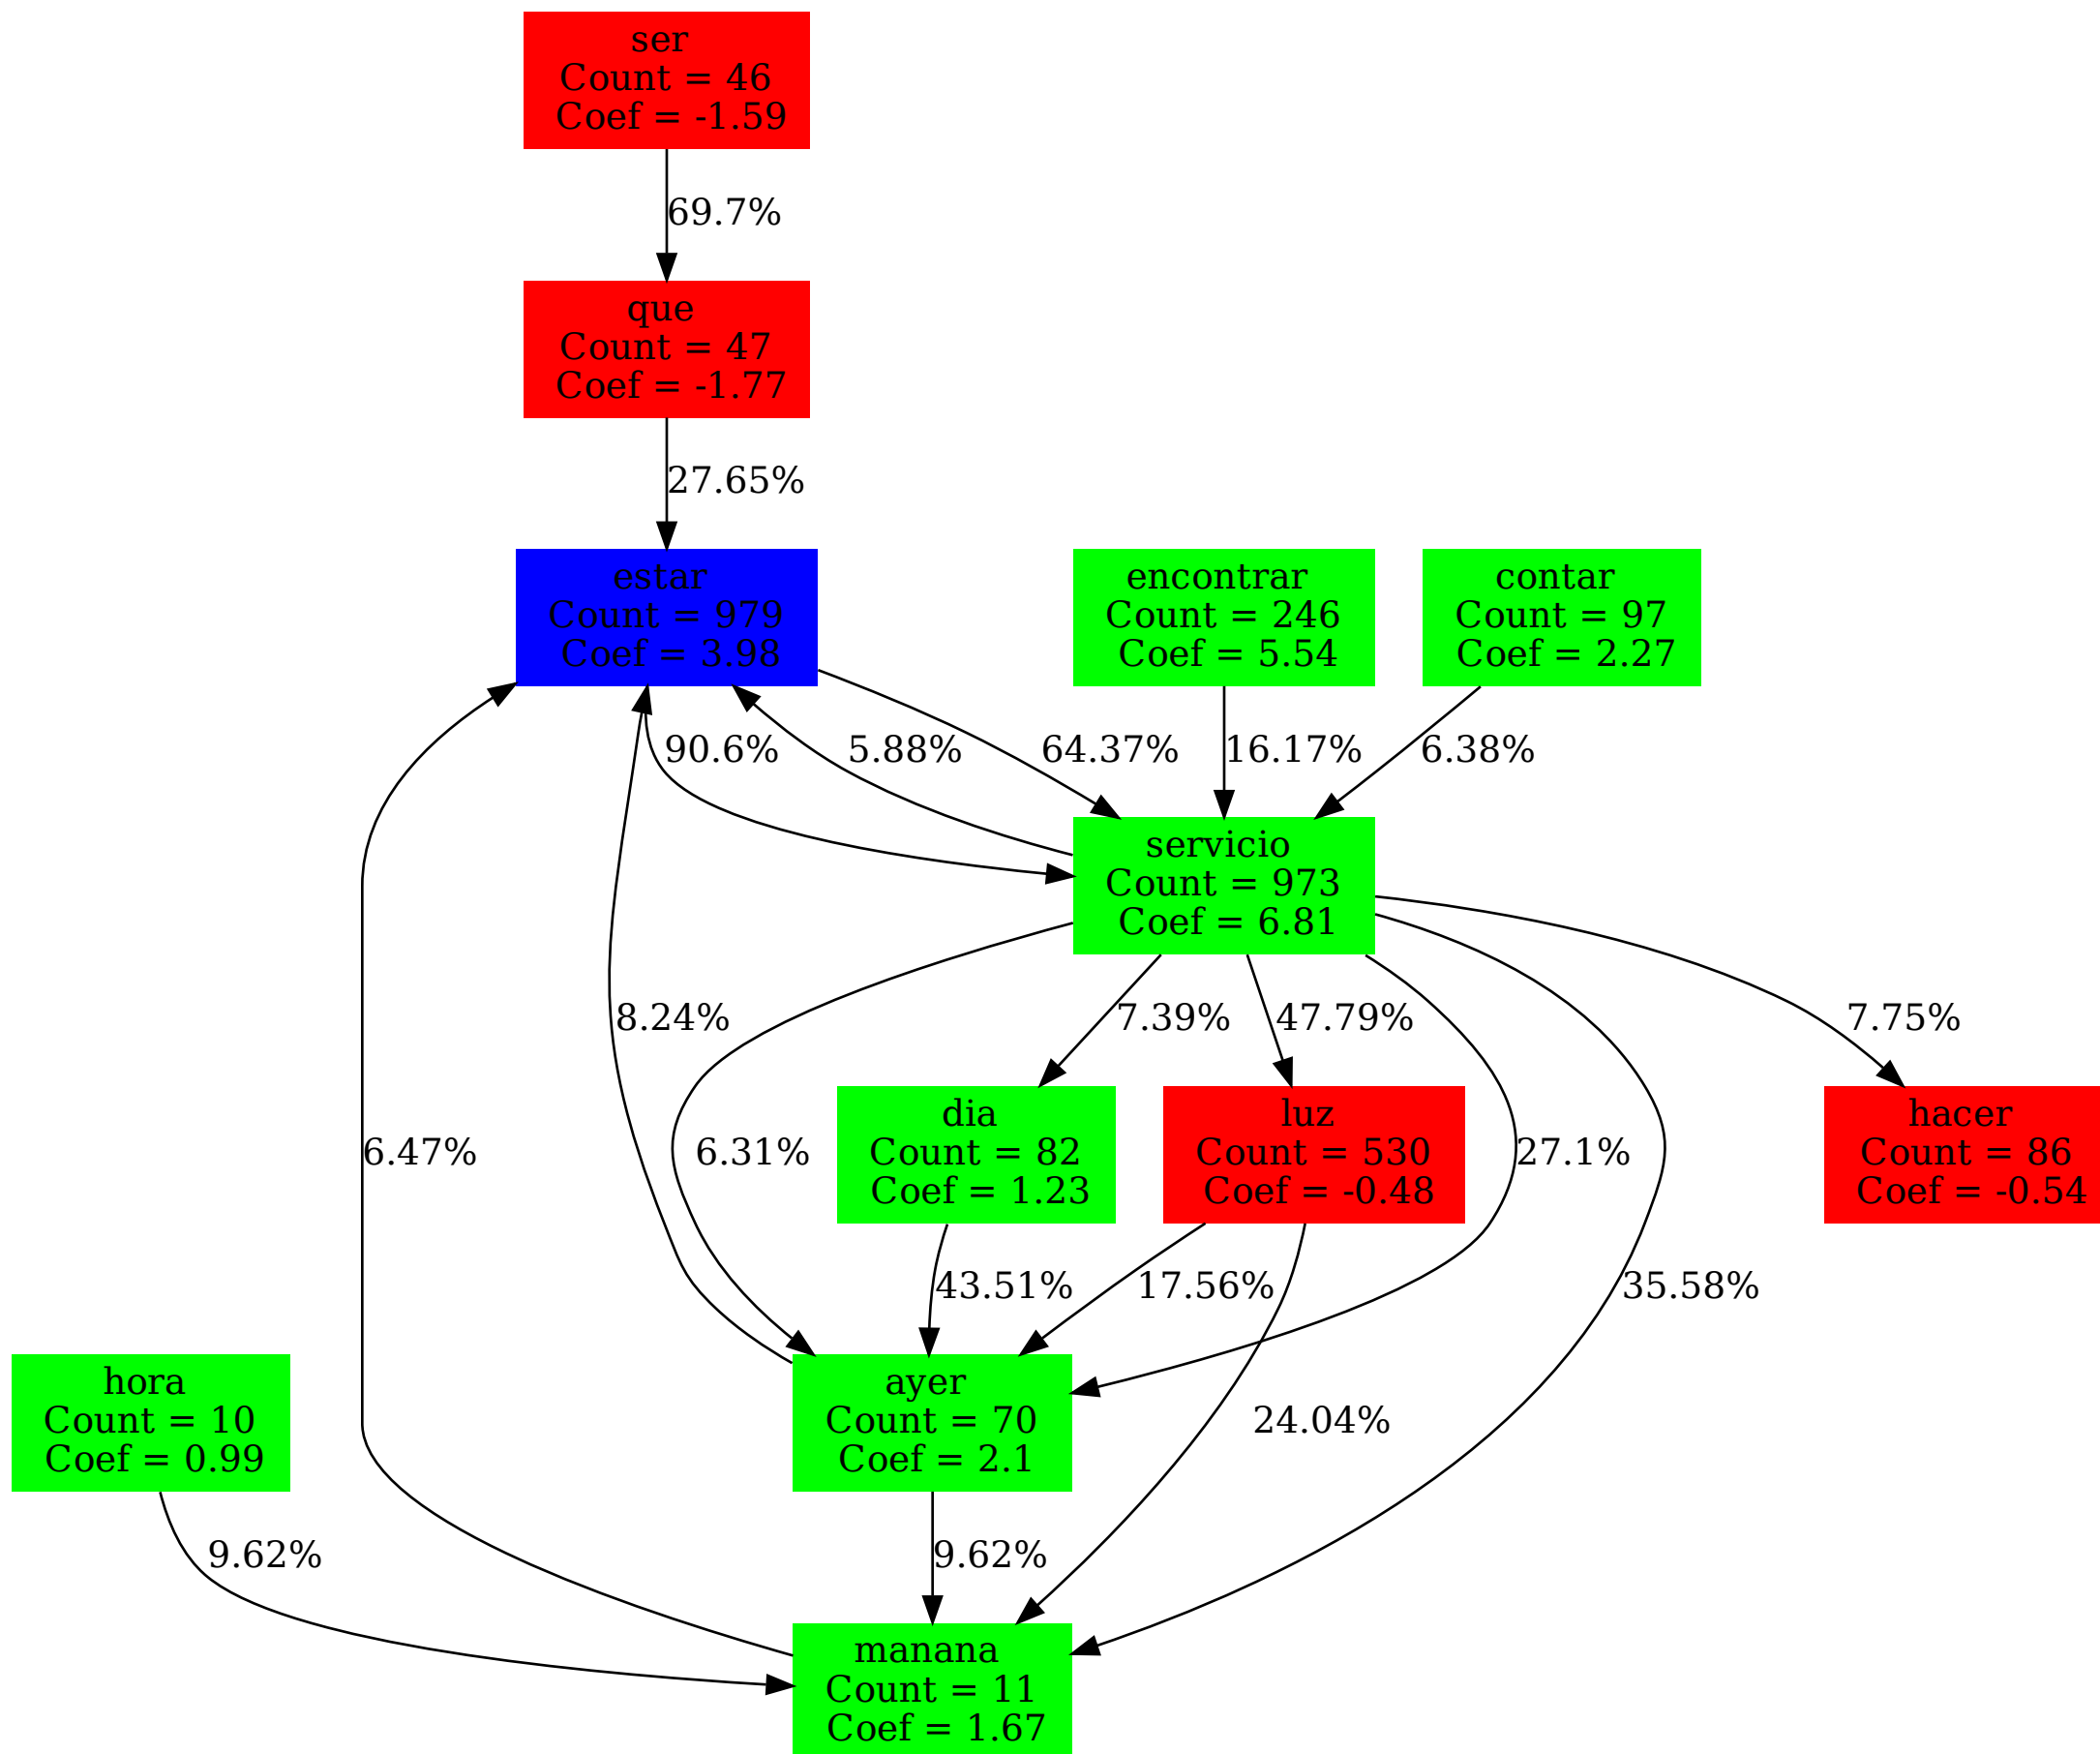 ser
Count = 46
Coef = -1.59
69.7%
que
Count = 47
Coef = -1.77
27.65%
estar
Count = 979
Coef = 3.98
encontrar
Count = 246
Coef = 5.54
contar
Count = 97
Coef = 2.27
90.6%
5.88%
64.37%
16.17%
6.38%
servicio
Count = 973
Coef = 6.81
8.24%
7.39%
47.79%
7.75%
6.47%
6.31%
dia
Count = 82
Coef = 1.23
luz
Count = 530
Coef = -0.48
27.1%
hacer
Count = 86
Coef = -0.54
43.51%
17.56%
35.58%
hora
Count = 10
Coef = 0.99
ayer
Count = 70
Coef = 2.1
24.04%
9.62%
9.62%
manana
Count = 11
Coef = 1.67